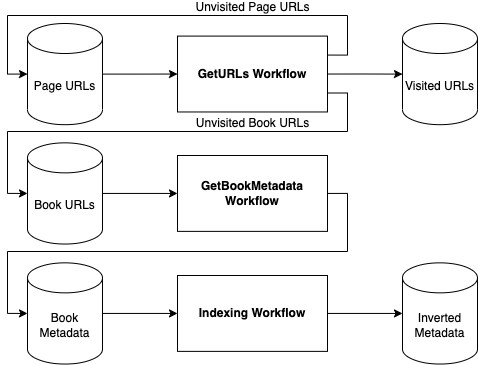 Unvisited Page URLs
Page URLs
GetURLs Workflow
Visited URLs
Unvisited Book URLs
Book URLs
GetBookMetadata
Workflow
Book
Metadata
Indexing Workflow
Inverted
Metadata